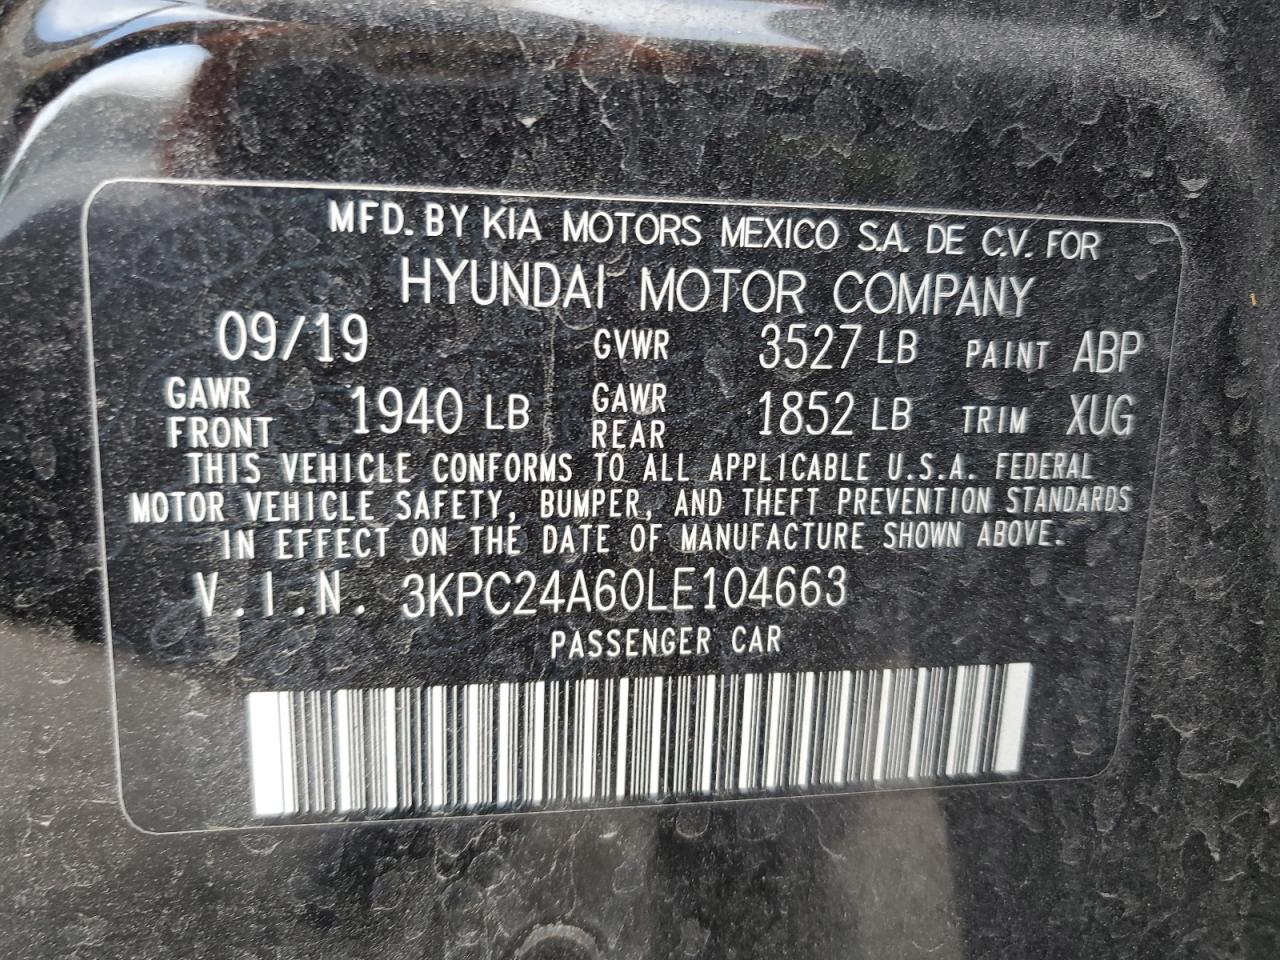 MFD. BY KIA MOTORS MEXICO S.A. DE C.V. FOR
HYUNDAI MOTOR COMPANY
09/19 GVWR 3527 LB PAINT ABP
GAWR FRONT 1940 LB GAWR REAR 1852 LB TRIM XUG
THIS VEHICLE CONFORMS TO ALL APPLICABLE U.S.A. FEDERAL
MOTOR VEHICLE SAFETY, BUMPER, AND THEFT PREVENTION STANDARDS
IN EFFECT ON THE DATE OF MANUFACTURE SHOWN ABOVE.
V.I.N. 3KPC24A60LE104663
PASSENGER CAR